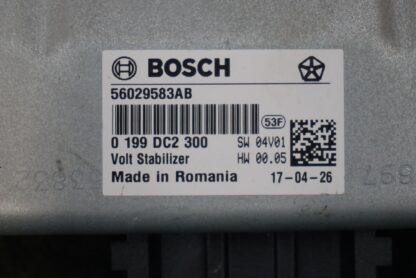 BOSCH
56029583AB
53F
0 199 DC2 300 SW 04V01
Volt Stabilizer HW 00.05
Made in Romania 17-04-26